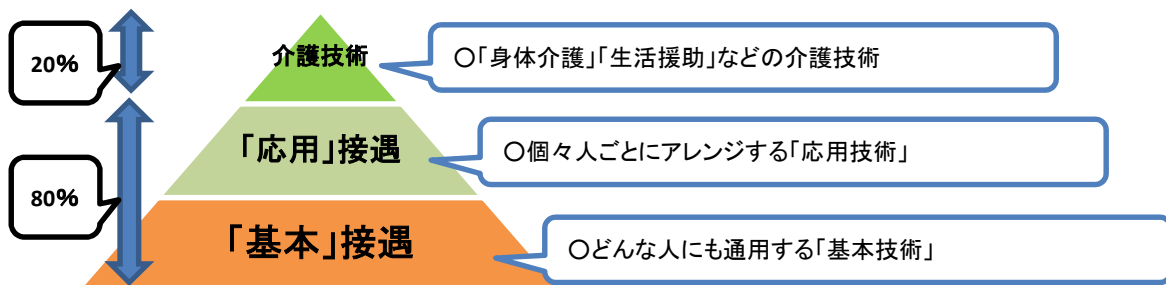 20%
介護技術
〇「身体介護」「生活援助」などの介護技術
「応用」接遇
〇個々人ごとにアレンジする「応用技術」
80%
「基本」接遇
〇どんな人にも通用する「基本技術」